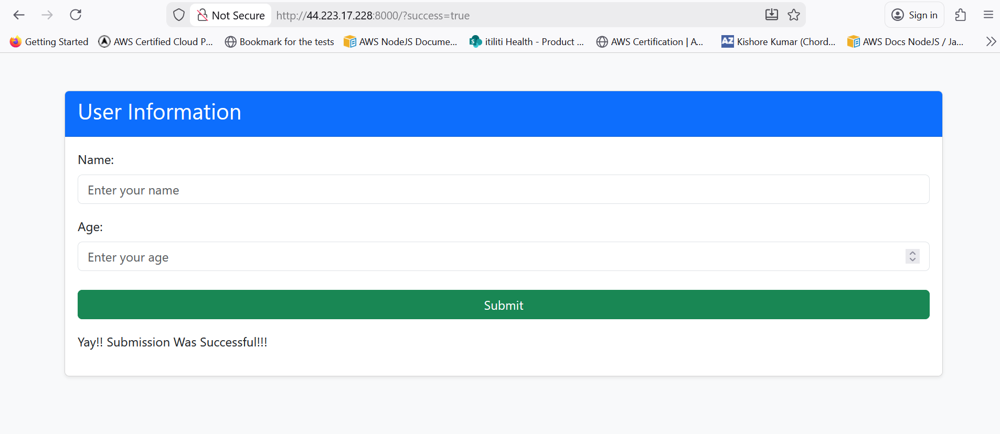 Not Secure http://44.223.17.228:8000/?success=true Sign in
Getting Started AWS Certified Cloud P... Bookmark for the tests AWS NodeJS Docume... itiliti Health - Product ... AWS Certification | A... AZ Kishore Kumar (Chord... AWS Docs NodeJS / Ja...
User Information
Name:
Enter your name
Age:
Enter your age
Submit
Yay!! Submission Was Successful!!!